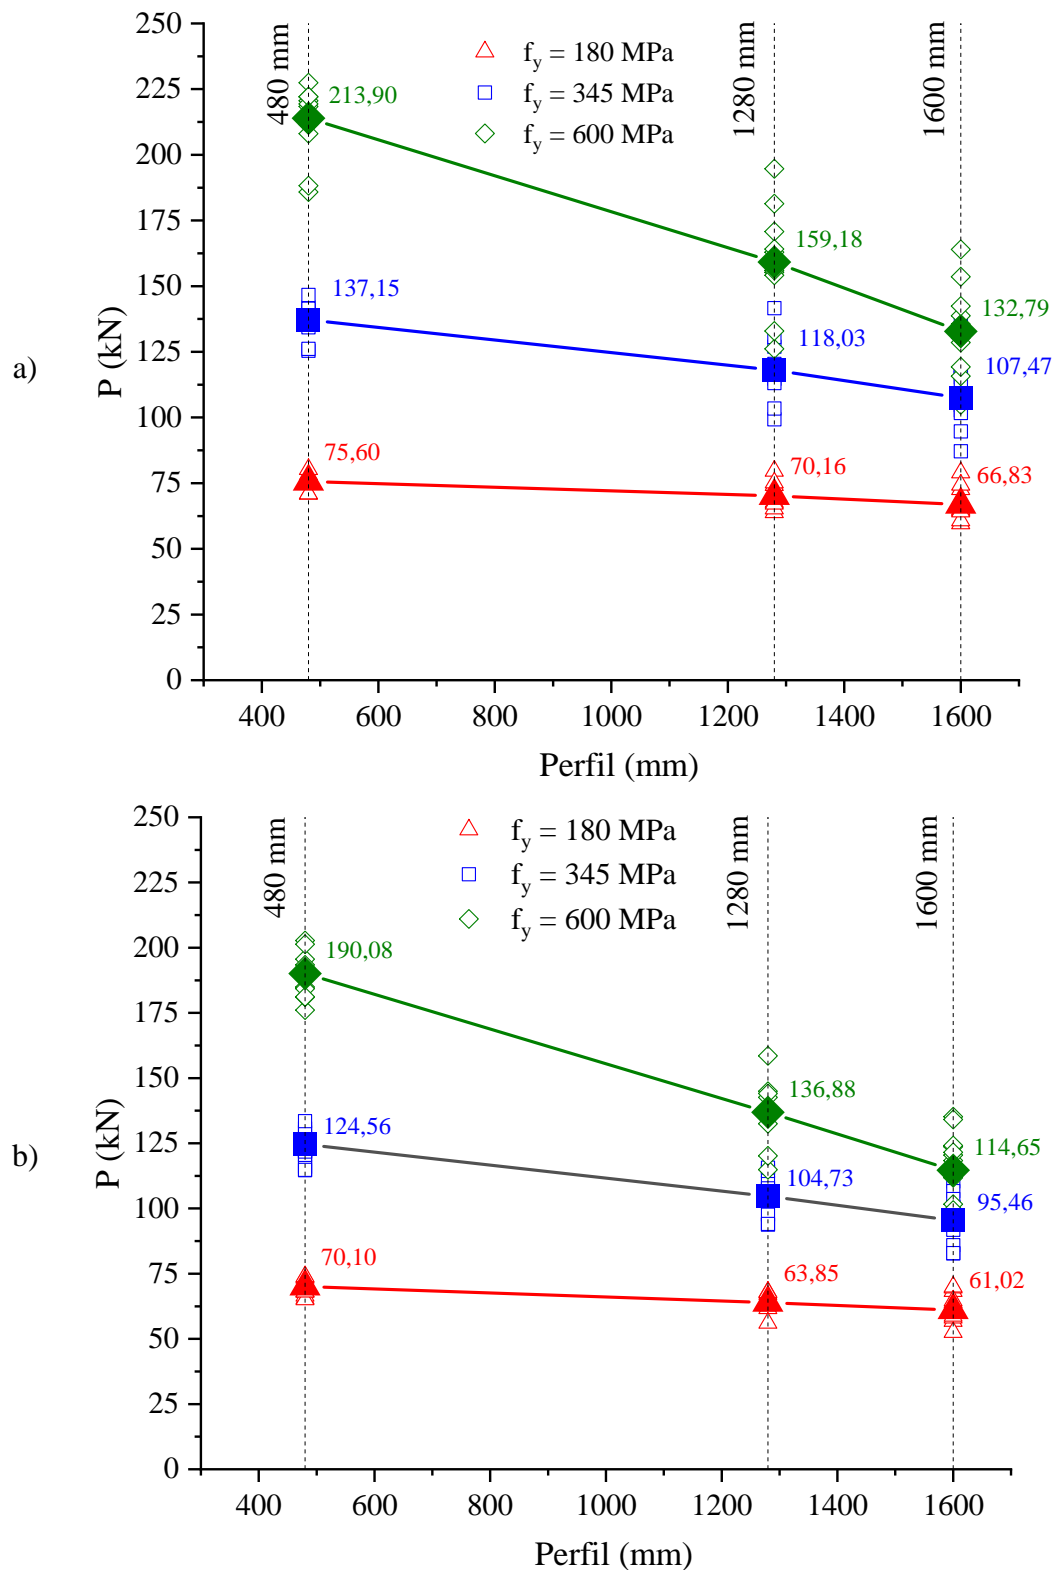 a)
P (kN)
250
225
200
175
150
125
100
75
50
25
0
480 mm
1280 mm
1600 mm
f_y = 180 MPa
f_y = 345 MPa
f_y = 600 MPa
213,90
159,18
132,79
137,15
118,03
107,47
75,60
70,16
66,83
400 600 800 1000 1200 1400 1600
Perfil (mm)
b)
P (kN)
250
225
200
175
150
125
100
75
50
25
0
480 mm
1280 mm
1600 mm
f_y = 180 MPa
f_y = 345 MPa
f_y = 600 MPa
190,08
136,88
114,65
124,56
104,73
95,46
70,10
63,85
61,02
400 600 800 1000 1200 1400 1600
Perfil (mm)